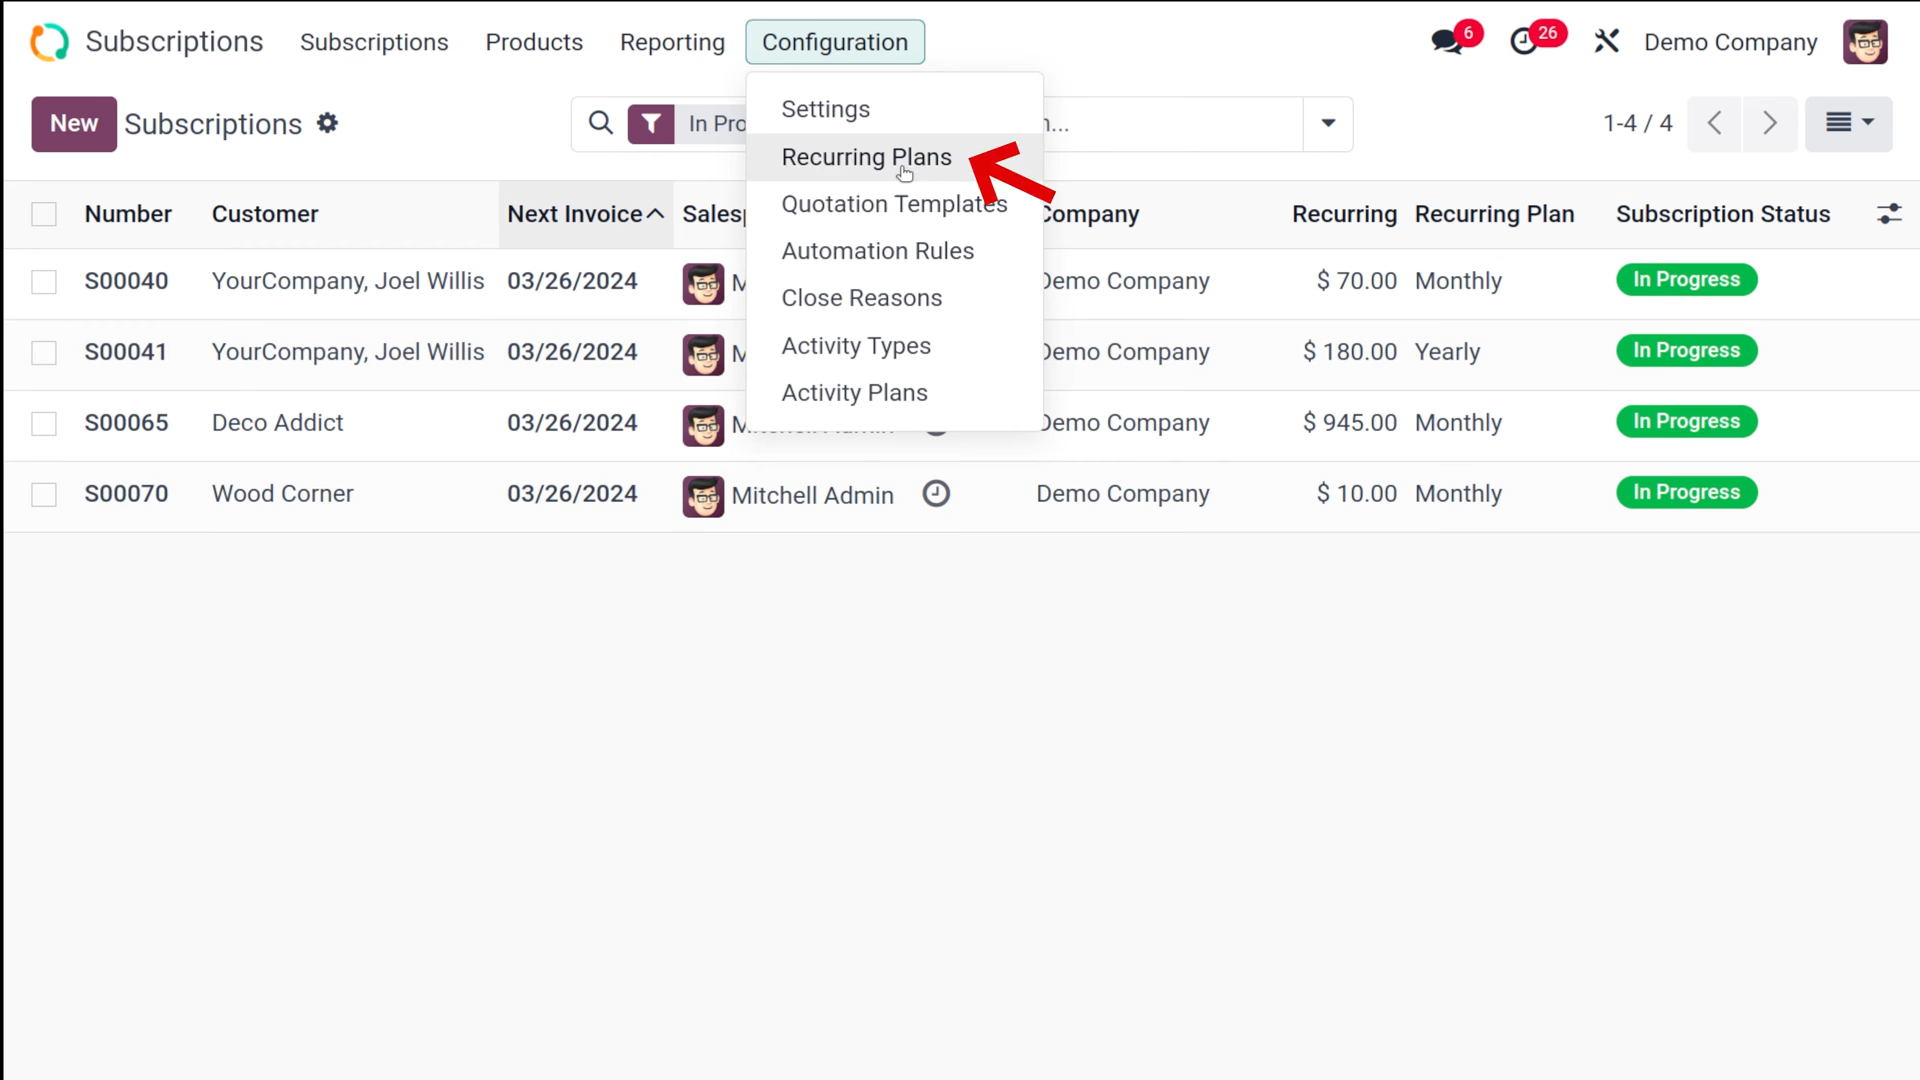 Subscriptions Subscriptions Products Reporting Configuration 6 26 Demo Company
New Subscriptions In Pro 1-4 / 4
Settings
Recurring Plans
Quotation Templates
Automation Rules
Close Reasons
Activity Types
Activity Plans
Number Customer Next Invoice Company Recurring Recurring Plan Subscription Status
S00040 YourCompany, Joel Willis 03/26/2024 M Demo Company $ 70.00 Monthly In Progress
S00041 YourCompany, Joel Willis 03/26/2024 M Demo Company $ 180.00 Yearly In Progress
S00065 Deco Addict 03/26/2024 Demo Company $ 945.00 Monthly In Progress
S00070 Wood Corner 03/26/2024 Mitchell Admin Demo Company $ 10.00 Monthly In Progress